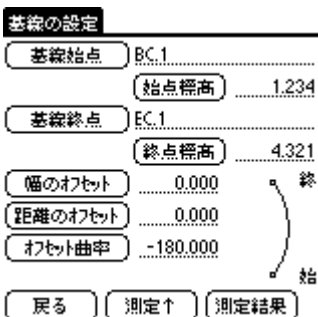 基線の設定
基線始点 BC.1
始点標高 1.234
基線終点 EC.1
終点標高 4.321
幅のオフセット 0.000 終
距離のオフセット 0.000
オフセット曲率 -180.000
始
戻る 測定↑ 測定結果